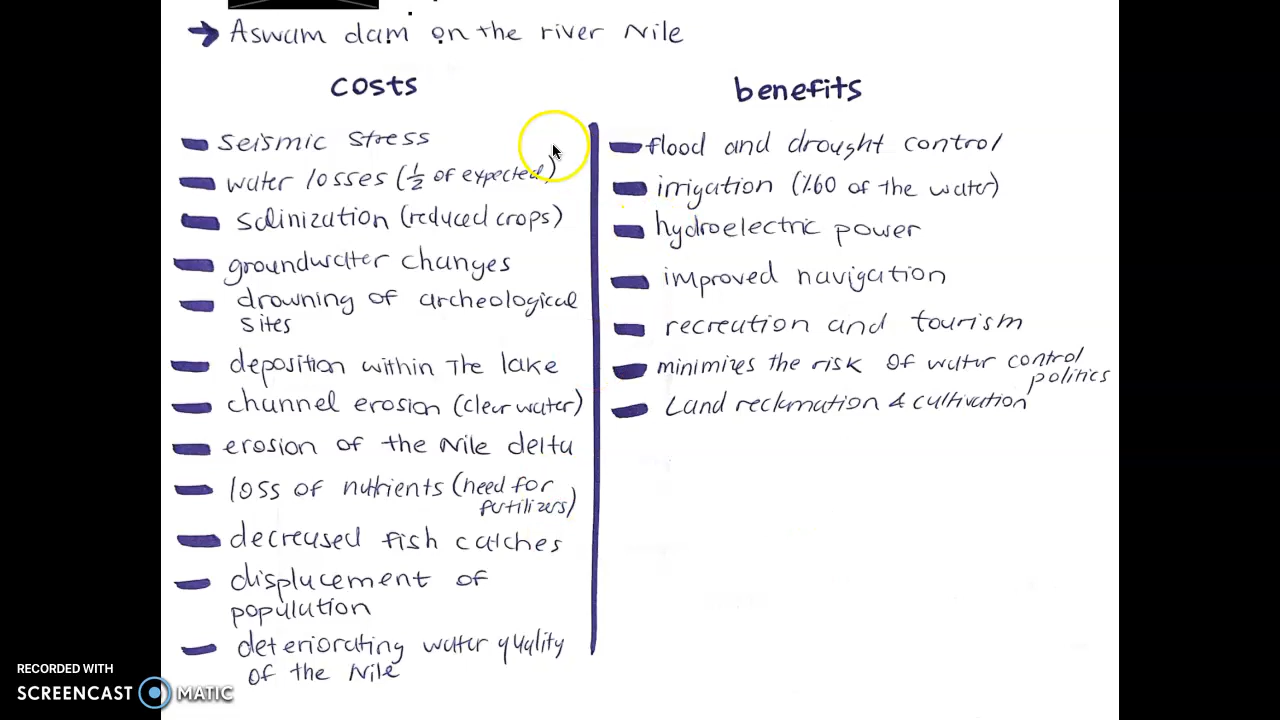 → Aswam dam on the river Nile
costs
- seismic stress
- water losses (½ of expected)
- salinization (reduced crops)
- groundwater changes
- drowning of archeological
sites
- deposition within the lake
- channel erosion (clear water)
- erosion of the Nile delta
- loss of nutrients (need for
fertilizers)
- decreased fish catches
- displacement of
population
- deteriorating water quality
of the Nile
benefits
- flood and drought control
- irrigation (%60 of the water)
- hydroelectric power
- improved navigation
- recreation and tourism
- minimizes the risk of water control
politics
- Land reclamation & cultivation
RECORDED WITH
SCREENCAST MATIC